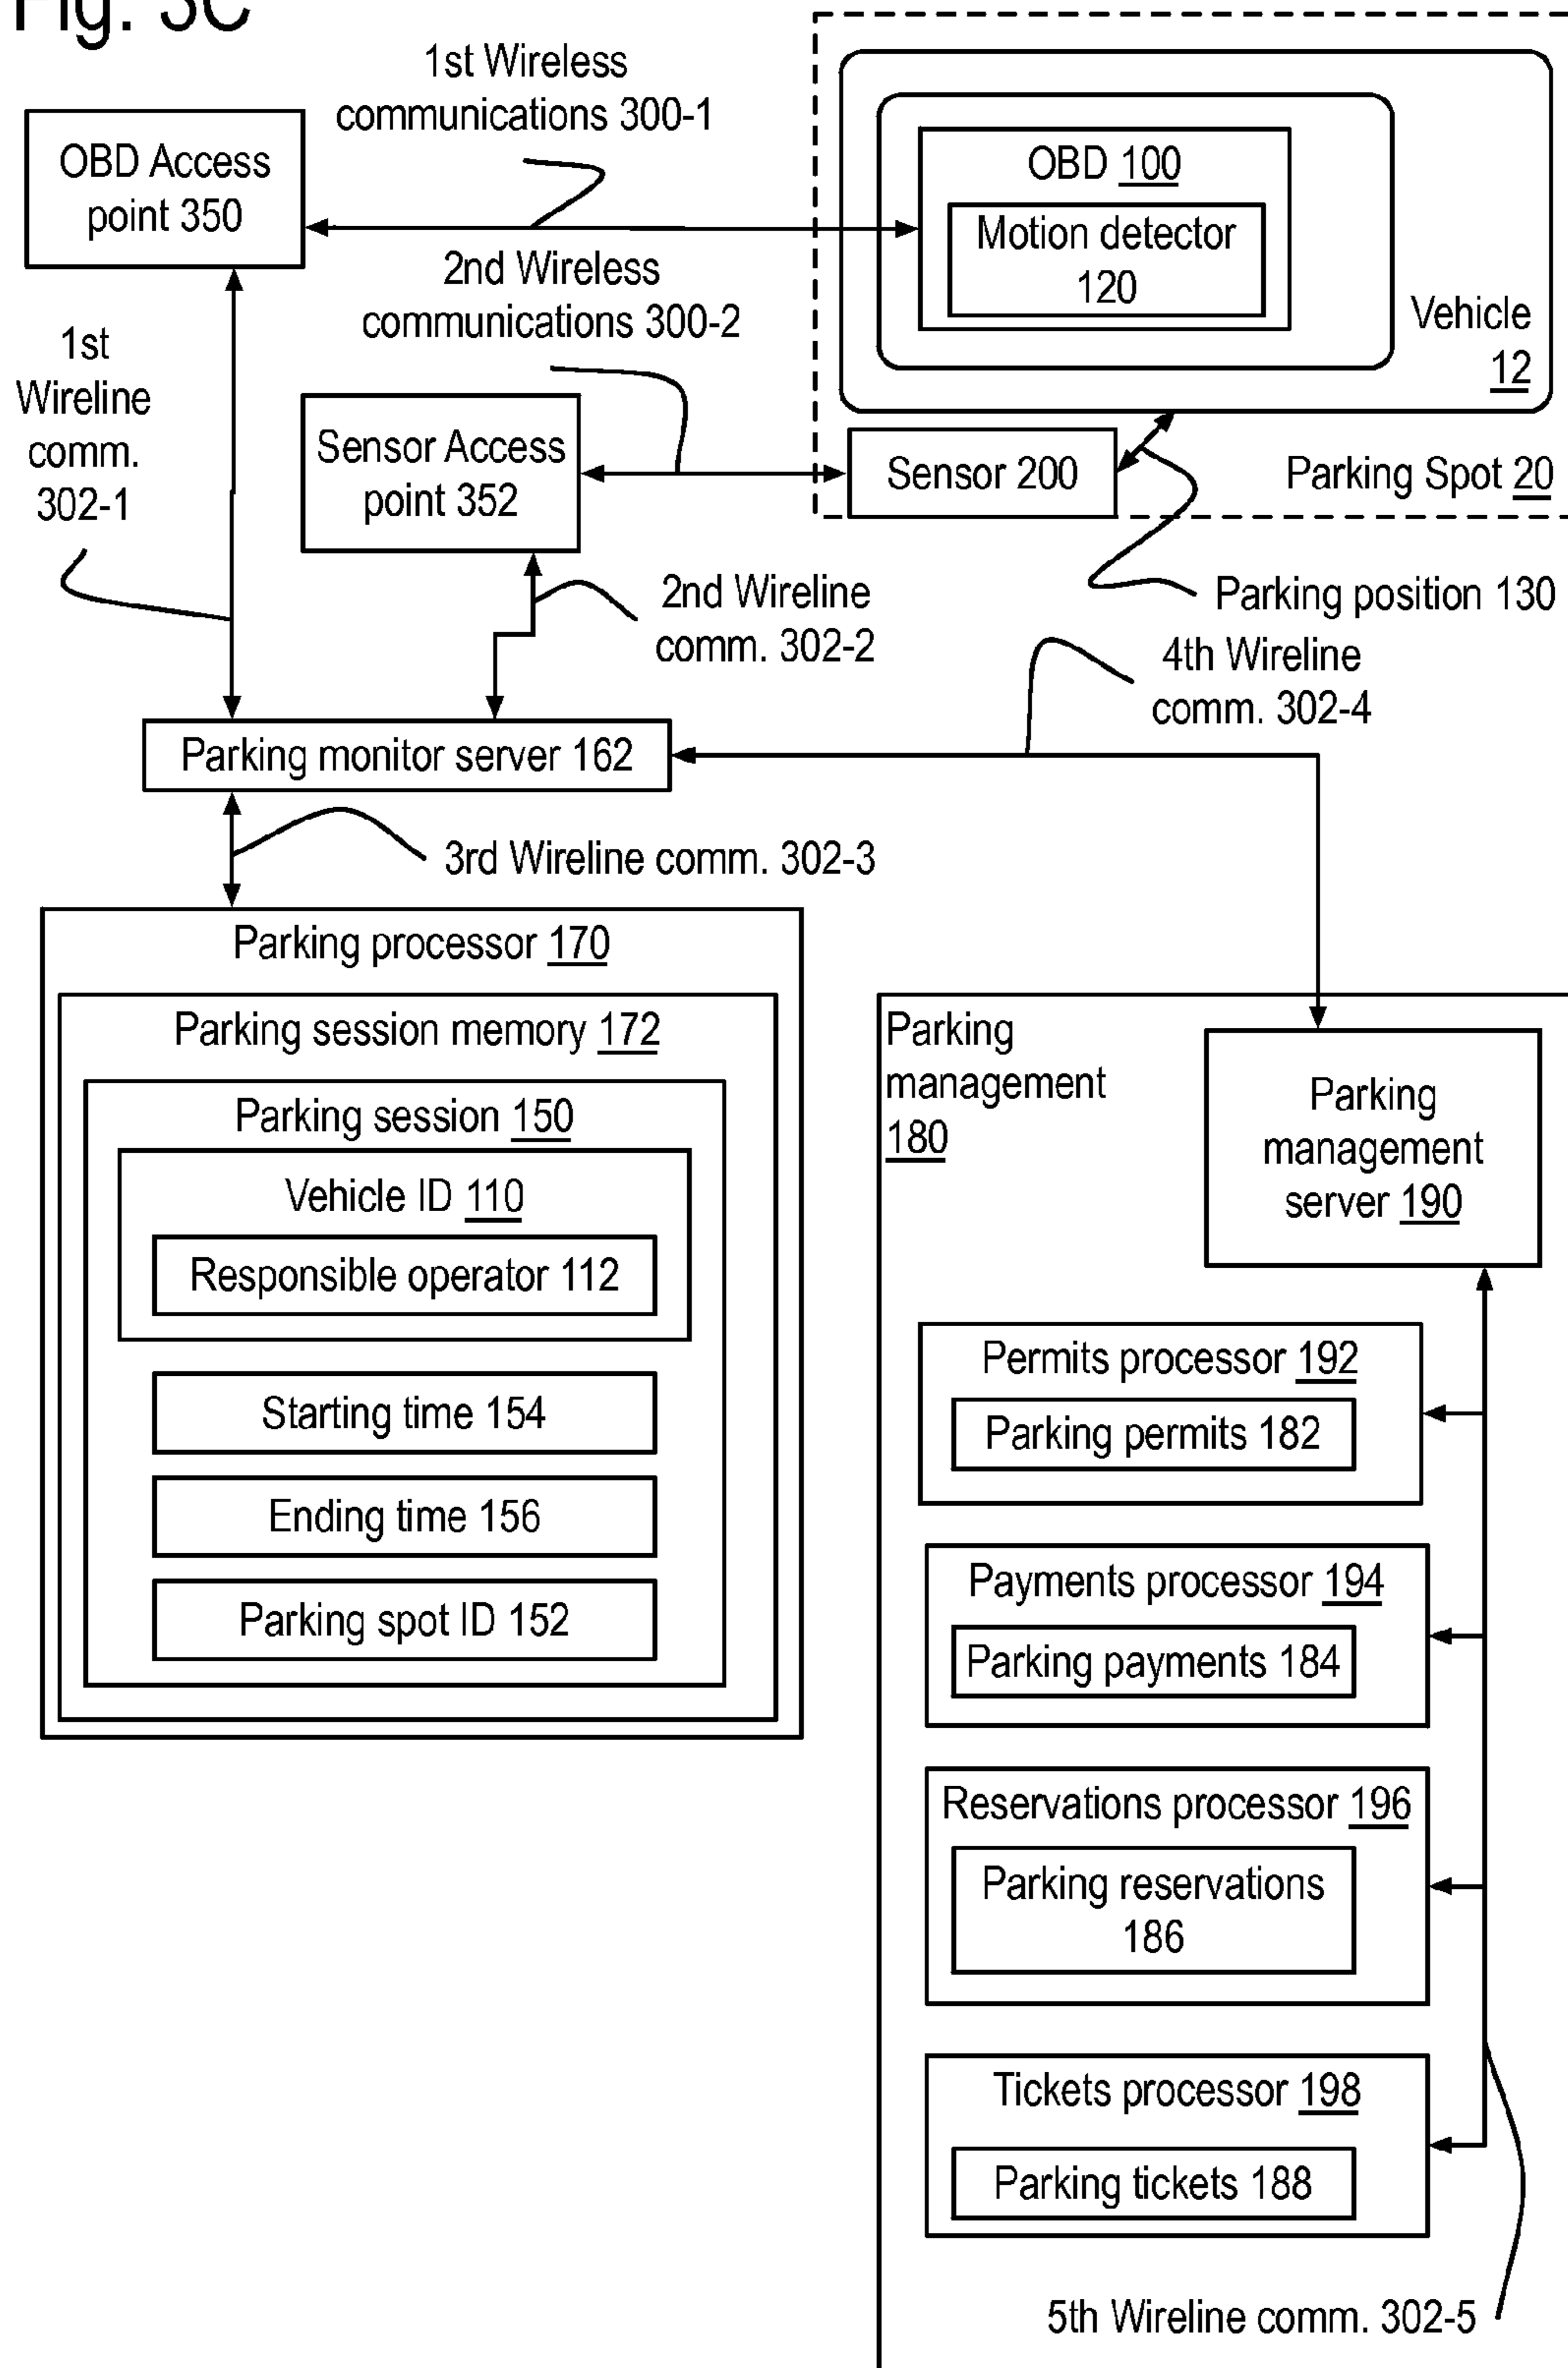 Fig. 3C
1st Wireless
communications 300-1
OBD Access
point 350
OBD 100
Motion detector
120
Vehicle
12
2nd Wireless
communications 300-2
1st
Wireline
comm.
302-1
Sensor Access
point 352
Sensor 200
Parking Spot 20
Parking position 130
2nd Wireline
comm. 302-2
4th Wireline
comm. 302-4
Parking monitor server 162
3rd Wireline comm. 302-3
Parking processor 170
Parking session memory 172
Parking session 150
Vehicle ID 110
Responsible operator 112
Starting time 154
Ending time 156
Parking spot ID 152
Parking
management
180
Parking
management
server 190
Permits processor 192
Parking permits 182
Payments processor 194
Parking payments 184
Reservations processor 196
Parking reservations
186
Tickets processor 198
Parking tickets 188
5th Wireline comm. 302-5